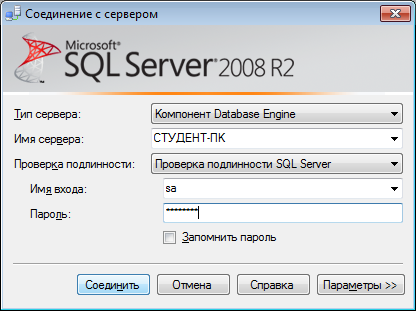 Соединение с сервером
Microsoft®
SQL Server® 2008 R2
Тип сервера: Компонент Database Engine
Имя сервера: СТУДЕНТ-ПК
Проверка подлинности: Проверка подлинности SQL Server
Имя входа: sa
Пароль: ********
Запомнить пароль
Соединить Отмена Справка Параметры >>